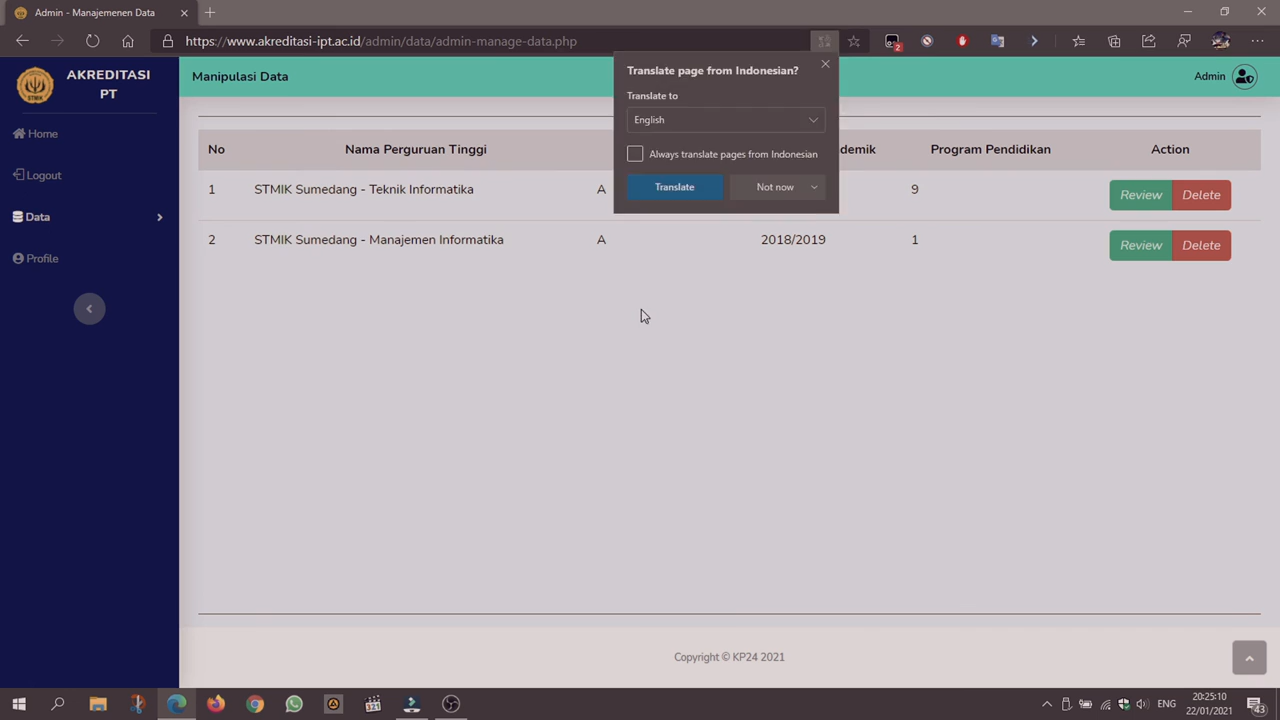 Admin - Manajemenen Data
https://www.akreditasi-ipt.ac.id/admin/data/admin-manage-data.php
2
AKREDITASI
PT
Manipulasi Data
Admin
Translate page from Indonesian?
Translate to
English
Always translate pages from Indonesian
Translate
Not now
Home
Logout
Data
Profile
No
Nama Perguruan Tinggi
demik
Program Pendidikan
Action
1
STMIK Sumedang - Teknik Informatika
A
9
Review
Delete
2
STMIK Sumedang - Manajemen Informatika
A
2018/2019
1
Review
Delete
Copyright © KP24 2021
ENG
20:25:10
22/01/2021
43